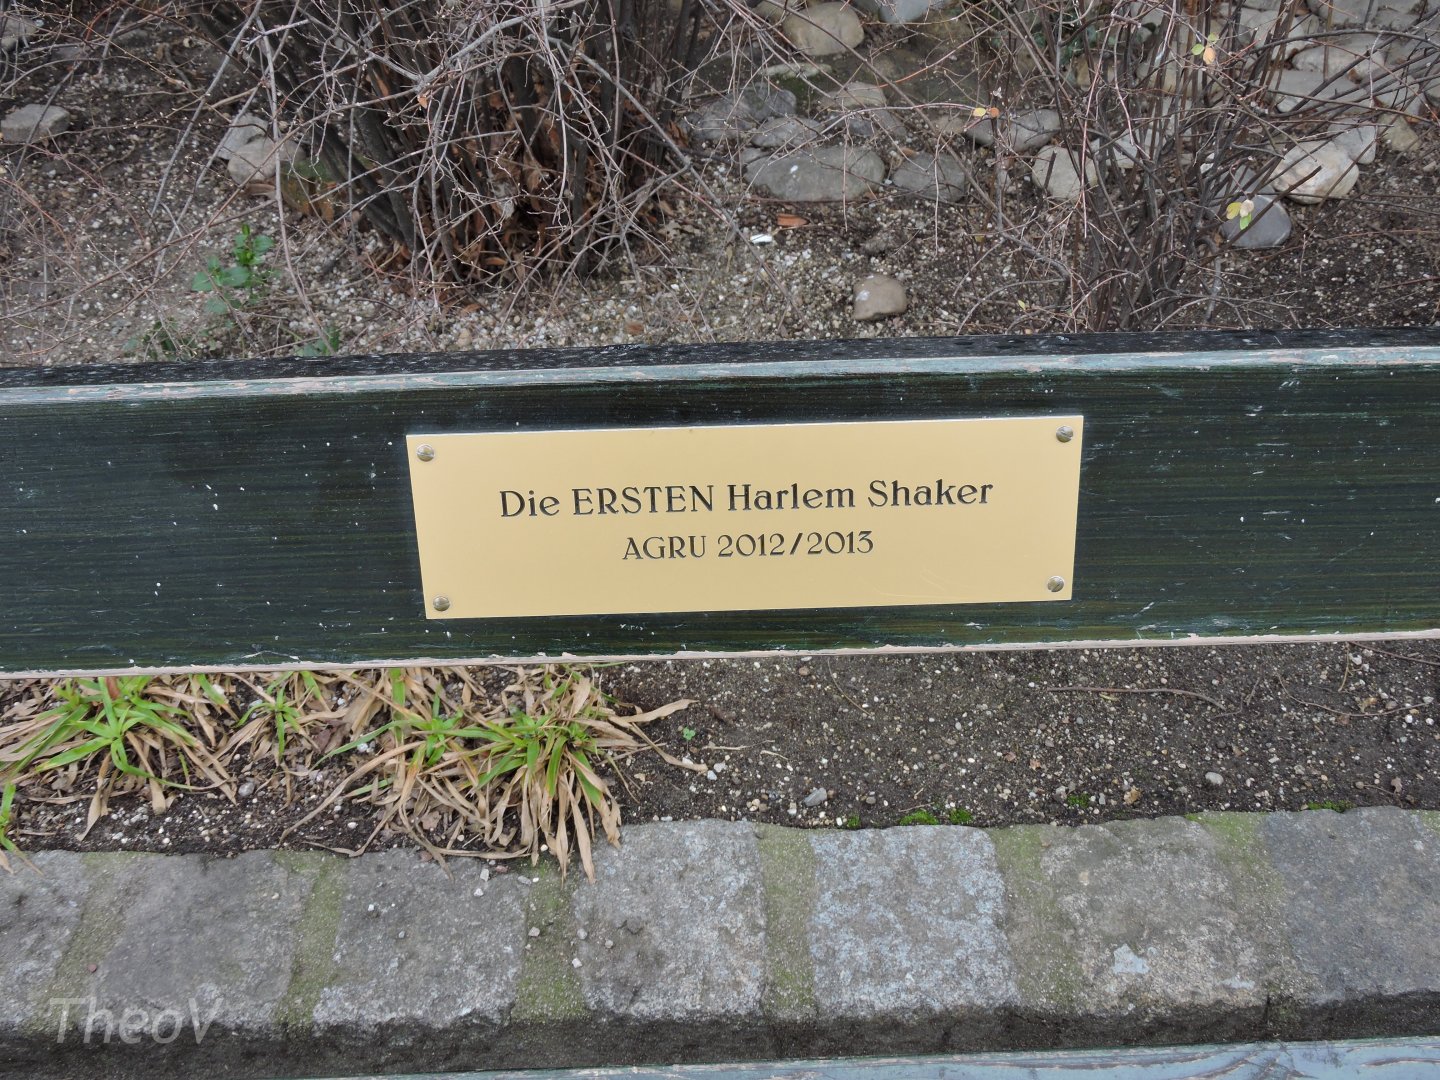 Die ERSTEN Harlem Shaker
AGRU 2012/2013
TheoV